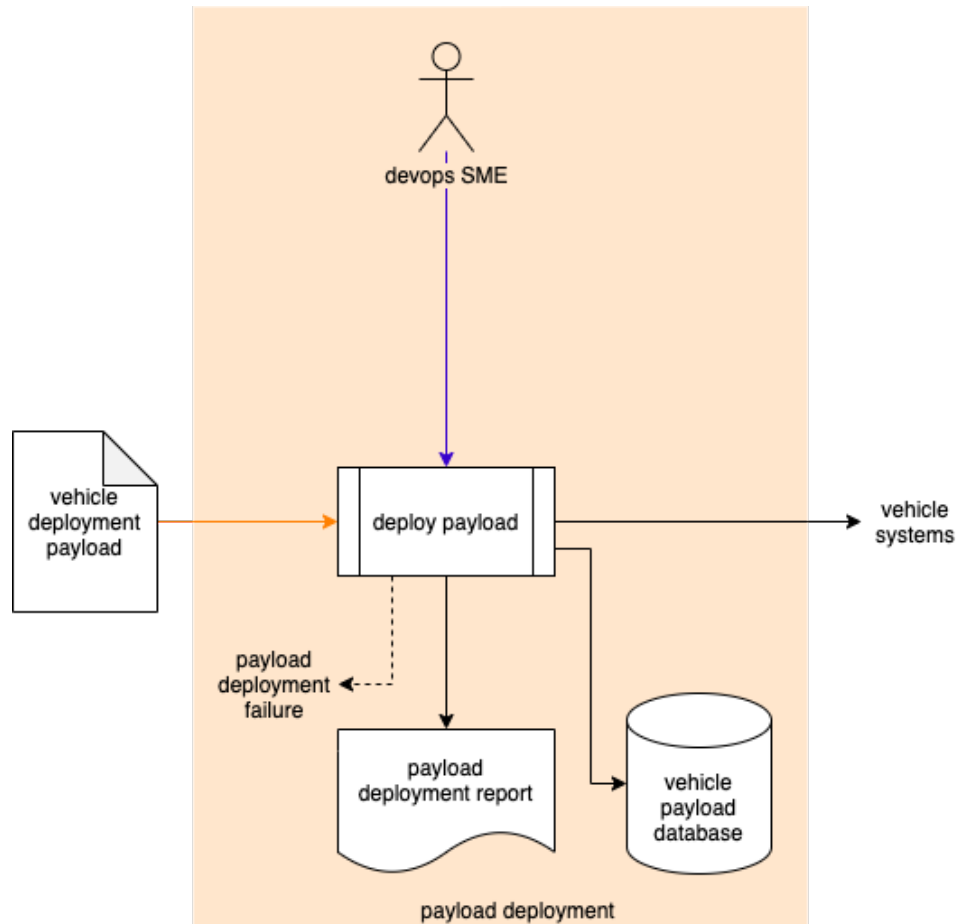 devops SME
vehicle
deployment
payload
deploy payload
vehicle
systems
payload
deployment
failure
payload
deployment report
vehicle
payload
database
payload deployment